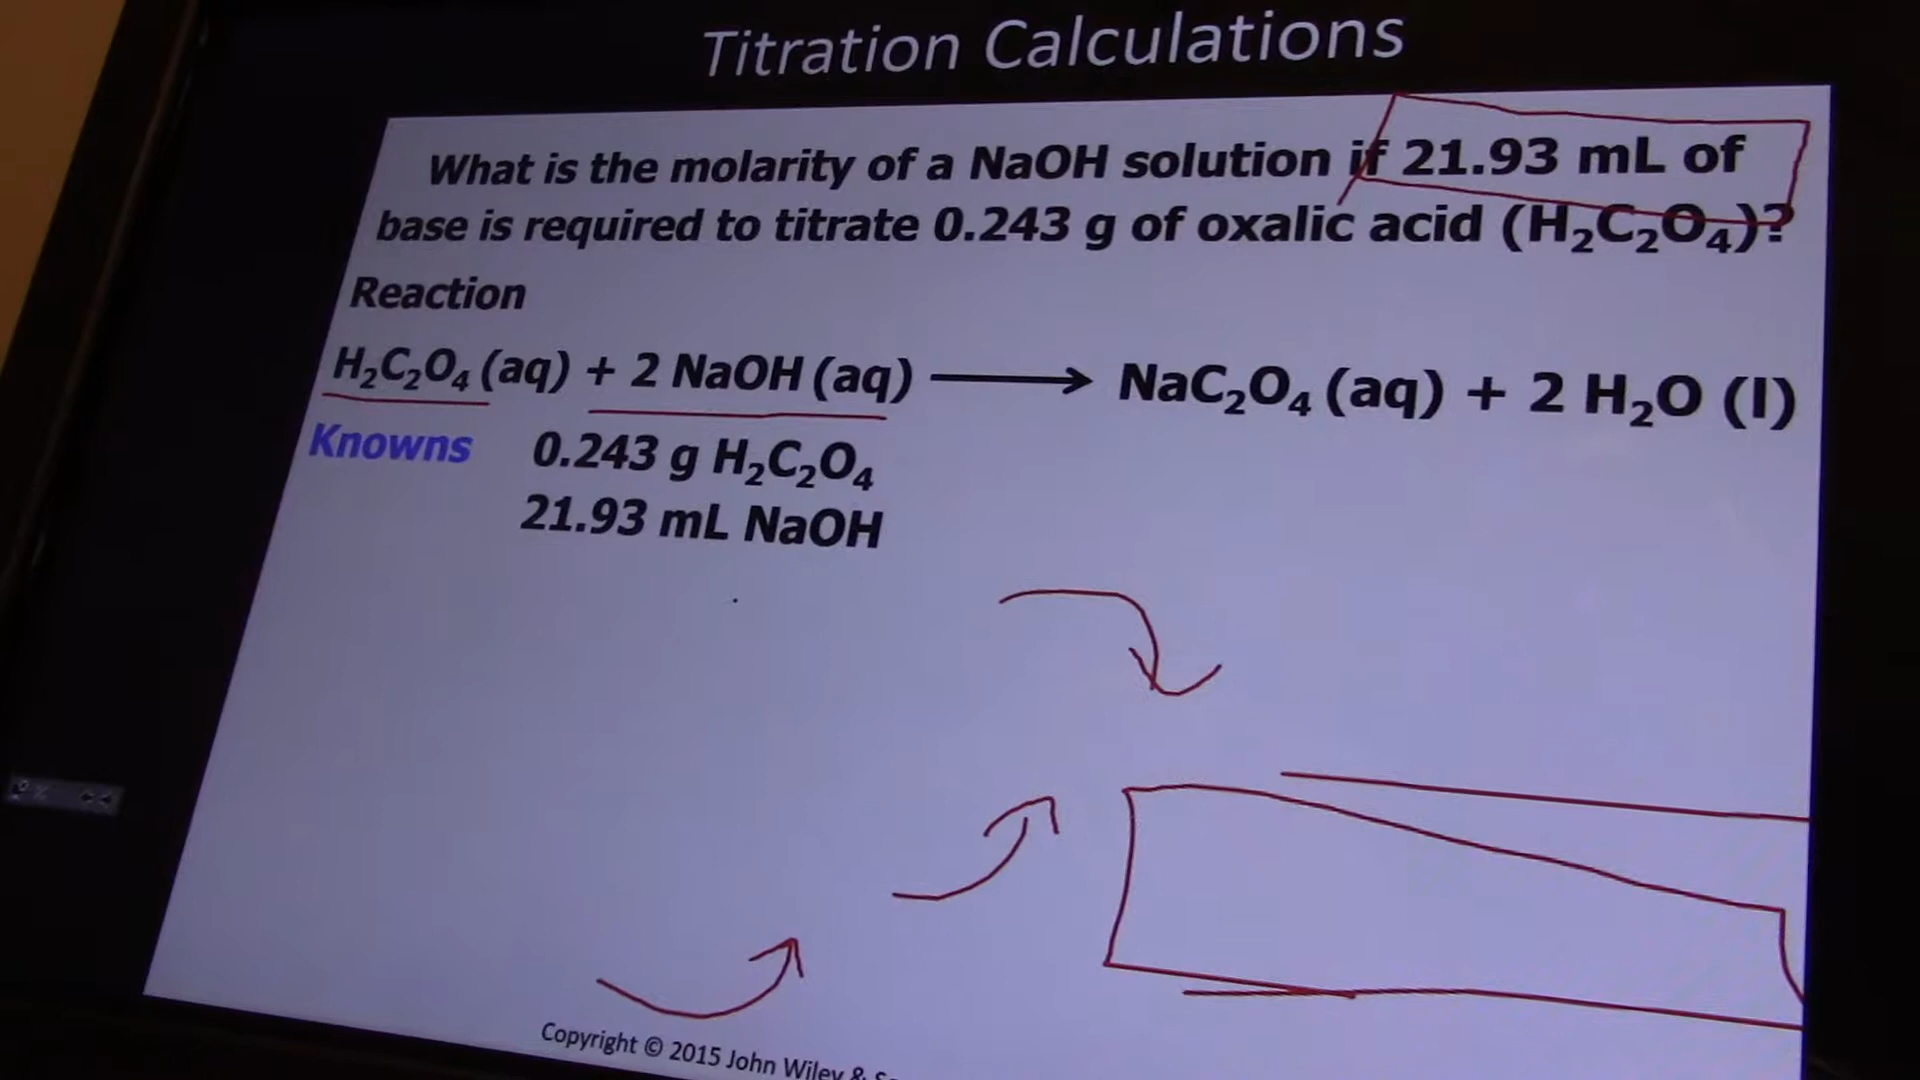 Titration Calculations
What is the molarity of a NaOH solution if 21.93 mL of
base is required to titrate 0.243 g of oxalic acid (H₂C₂O₄)?
Reaction
H₂C₂O₄ (aq) + 2 NaOH (aq) ⟶ NaC₂O₄ (aq) + 2 H₂O (l)
Knowns 0.243 g H₂C₂O₄
21.93 mL NaOH
Copyright © 2015 John Wiley &